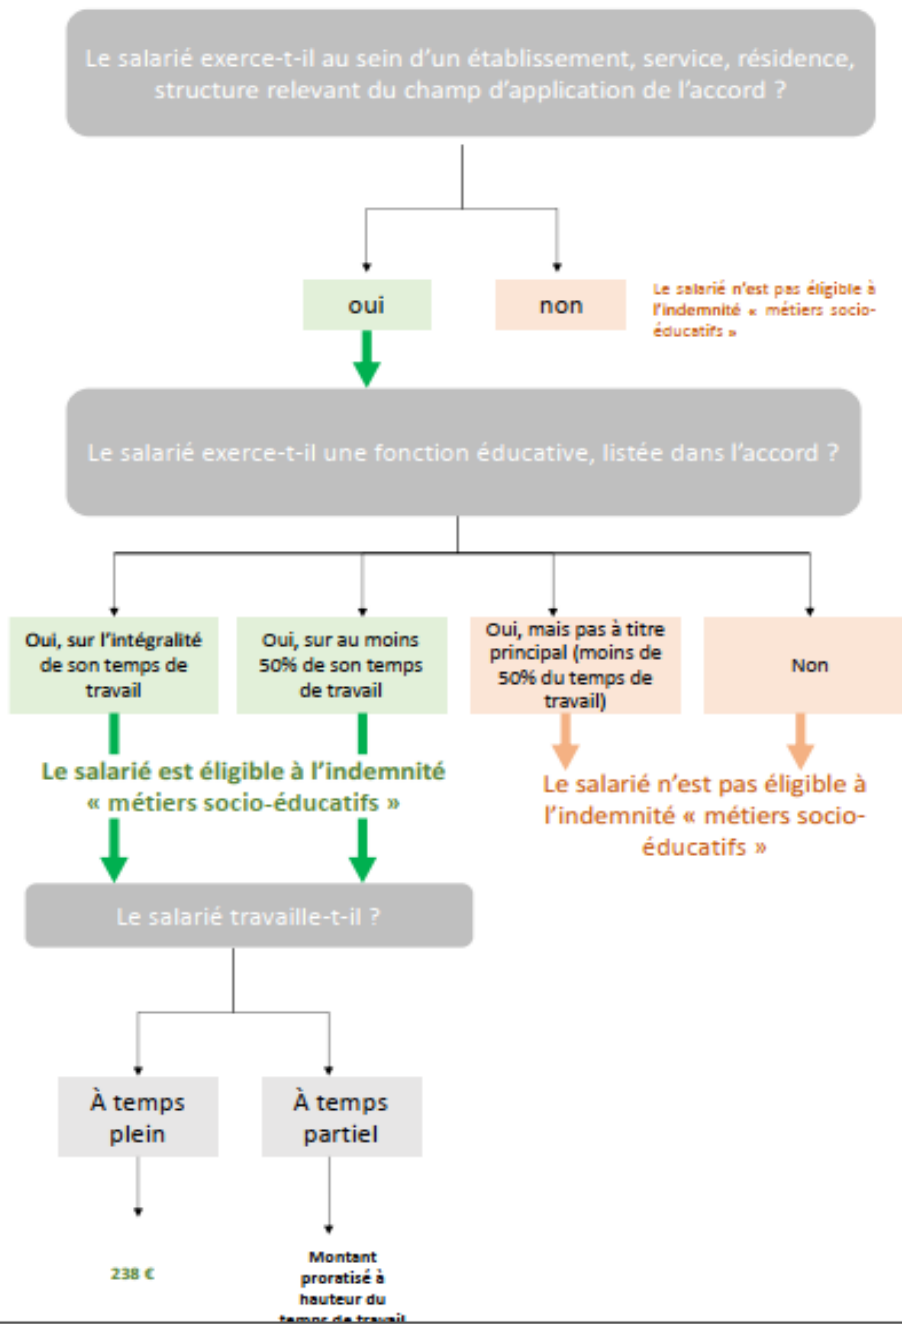 Le salarié exerce-t-il au sein d'un établissement, service, résidence,
structure relevant du champ d'application de l'accord ?
oui
non
Le salarié n'est pas éligible à
l'indemnité « métiers socio-
éducatifs »
Le salarié exerce-t-il une fonction éducative, listée dans l'accord ?
Oui, sur l'intégralité
de son temps de
travail
Oui, sur au moins
50% de son temps
de travail
Oui, mais pas à titre
principal (moins de
50% du temps de
travail)
Non
Le salarié est éligible à l'indemnité
« métiers socio-éducatifs »
Le salarié n'est pas éligible à
l'indemnité « métiers socio-
éducatifs »
Le salarié travaille-t-il ?
À temps
plein
À temps
partiel
238 €
Montant
proratisé à
hauteur du
temps de travail